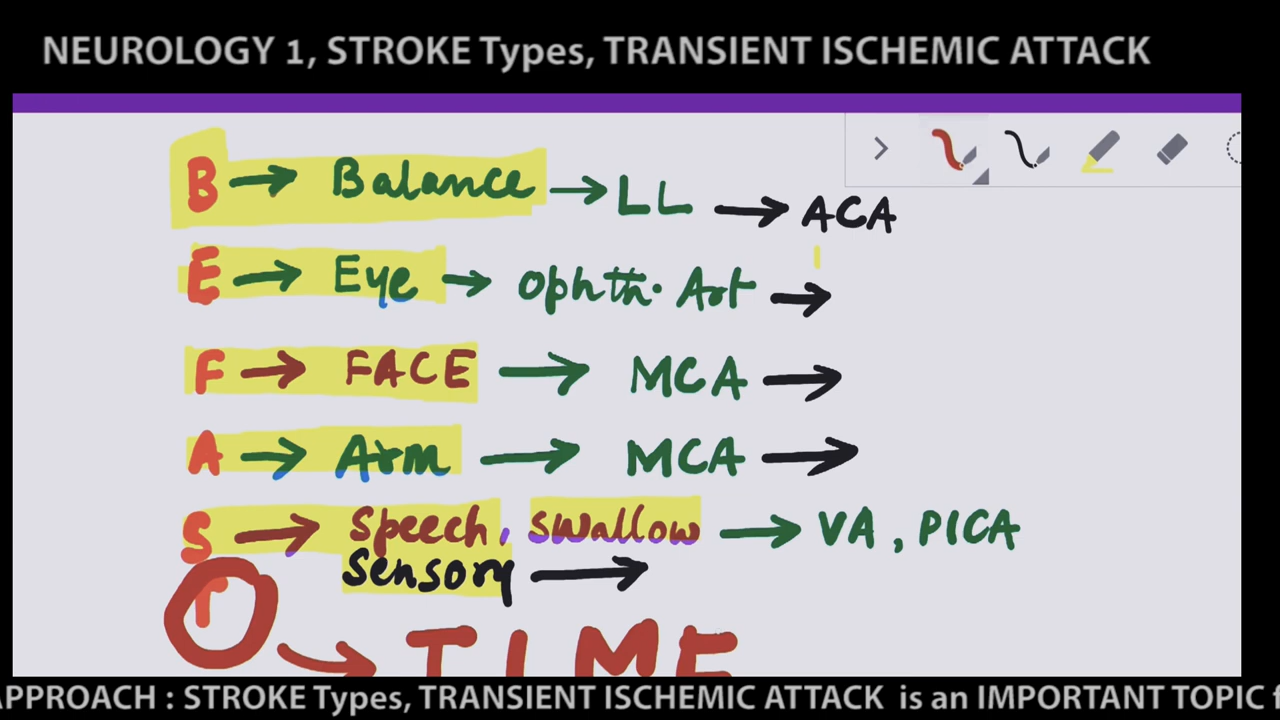 NEUROLOGY 1, STROKE Types, TRANSIENT ISCHEMIC ATTACK
B → Balance → LL → ACA
E → Eye → Ophth. Art →
F → FACE → MCA →
A → Arm → MCA →
S → Speech, swallow → VA, PICA
Sensory →
T → TIME
APPROACH : STROKE Types, TRANSIENT ISCHEMIC ATTACK is an IMPORTANT TOPIC f